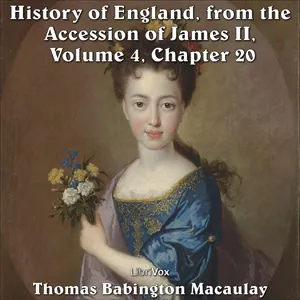 History of England, from the
Accession of James II,
Volume 4, Chapter 20
LibriVox
Thomas Babington Macaulay